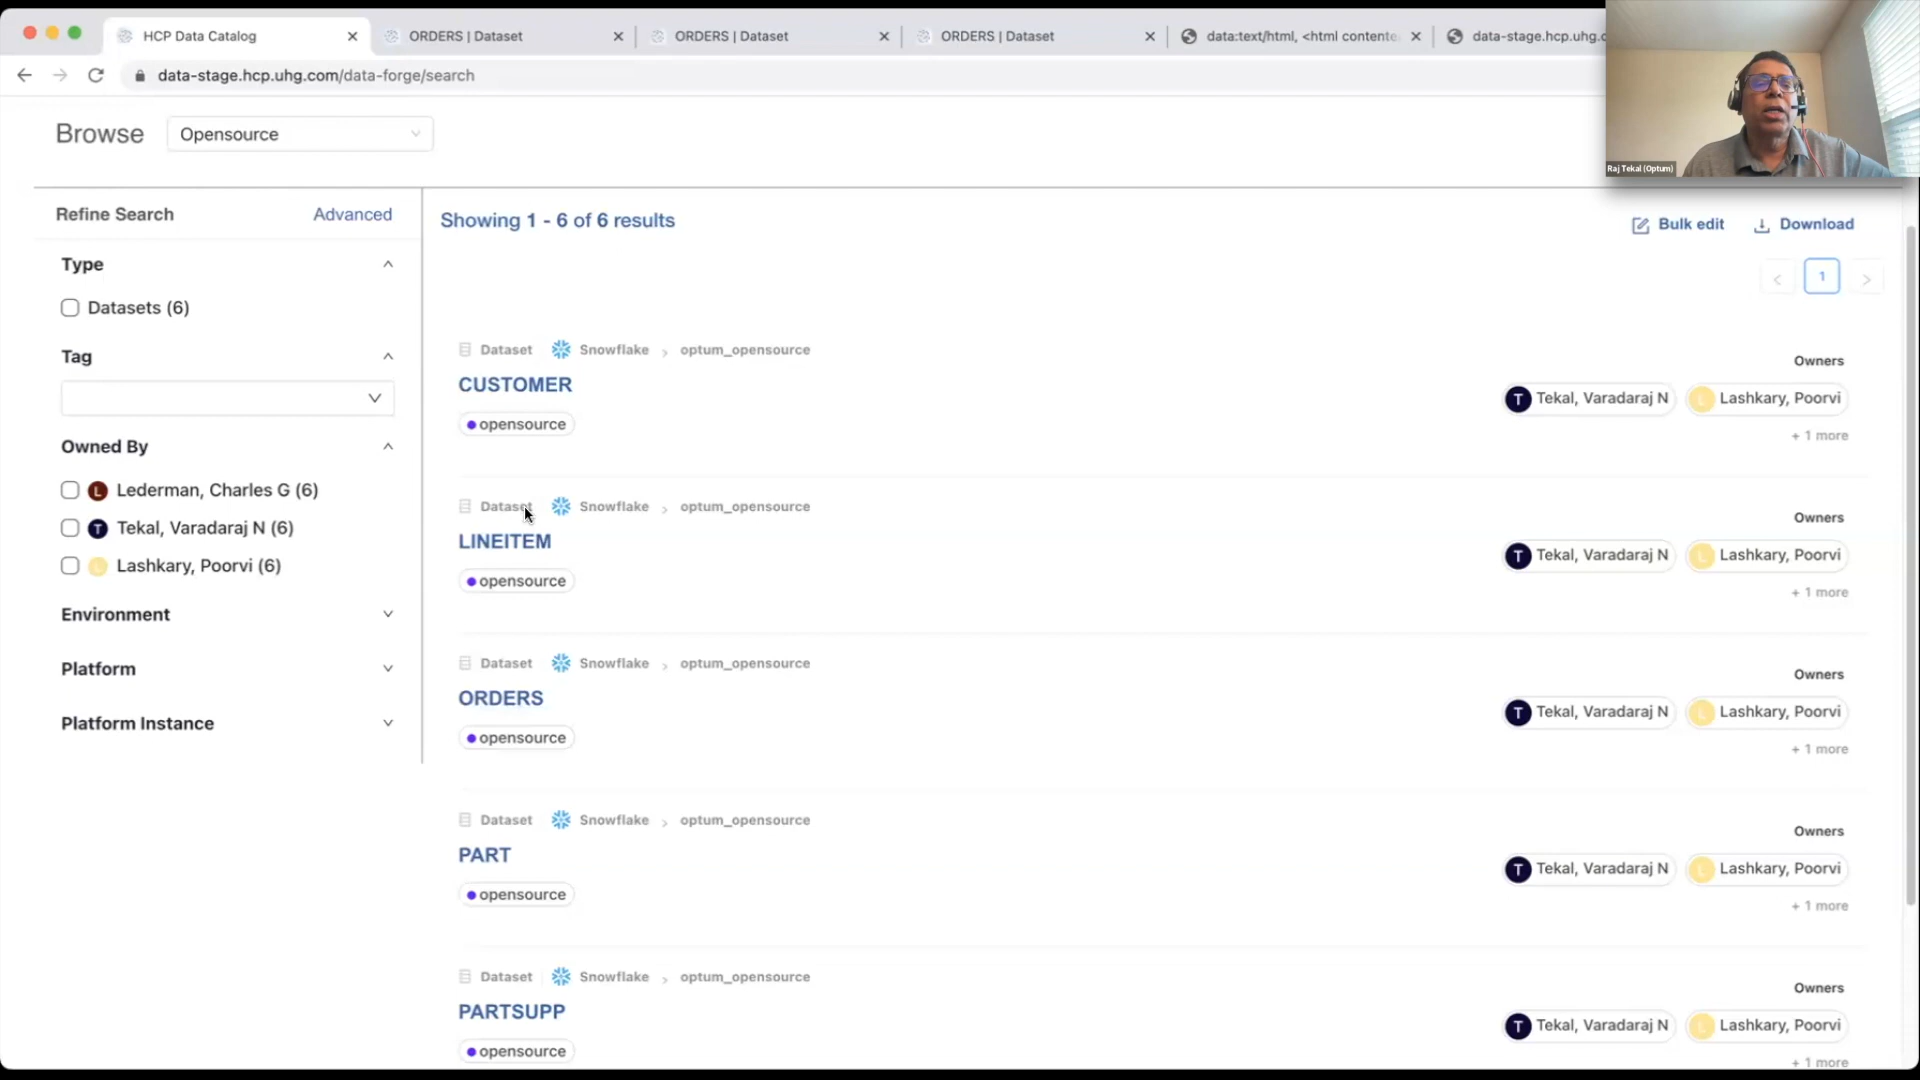 HCP Data Catalog
ORDERS | Dataset
ORDERS | Dataset
ORDERS | Dataset
data:text/html, <html contente
data-stage.hcp.uhg.c
data-stage.hcp.uhg.com/data-forge/search
Raj Tekal (Optum)
Browse
Opensource
Refine Search
Advanced
Type
Datasets (6)
Tag
Owned By
L Lederman, Charles G (6)
T Tekal, Varadaraj N (6)
L Lashkary, Poorvi (6)
Environment
Platform
Platform Instance
Showing 1 - 6 of 6 results
Bulk edit
Download
< 1 >
Dataset Snowflake > optum_opensource
CUSTOMER
opensource
Owners
T Tekal, Varadaraj N L Lashkary, Poorvi
+ 1 more
Dataset Snowflake > optum_opensource
LINEITEM
opensource
Owners
T Tekal, Varadaraj N L Lashkary, Poorvi
+ 1 more
Dataset Snowflake > optum_opensource
ORDERS
opensource
Owners
T Tekal, Varadaraj N L Lashkary, Poorvi
+ 1 more
Dataset Snowflake > optum_opensource
PART
opensource
Owners
T Tekal, Varadaraj N L Lashkary, Poorvi
+ 1 more
Dataset Snowflake > optum_opensource
PARTSUPP
opensource
Owners
T Tekal, Varadaraj N L Lashkary, Poorvi
+ 1 more